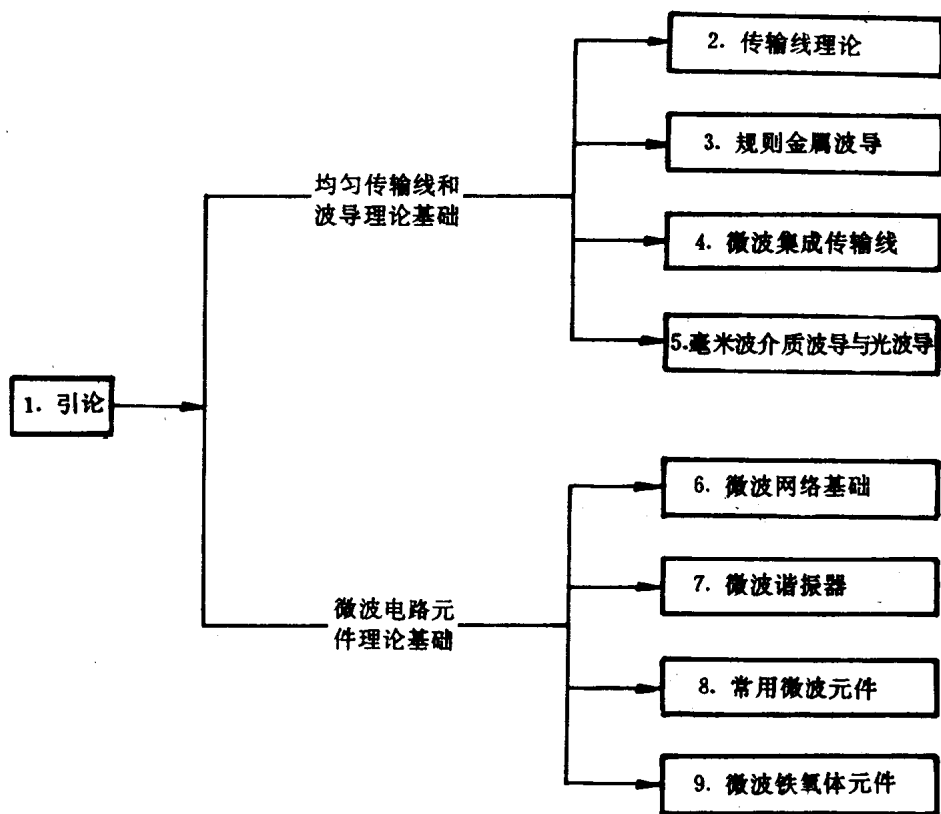 2. 传输线理论
3. 规则金属波导
均匀传输线和
波导理论基础
4. 微波集成传输线
5.毫米波介质波导与光波导
1. 引论
6. 微波网络基础
7. 微波谐振器
微波电路元
件理论基础
8. 常用微波元件
9. 微波铁氧体元件